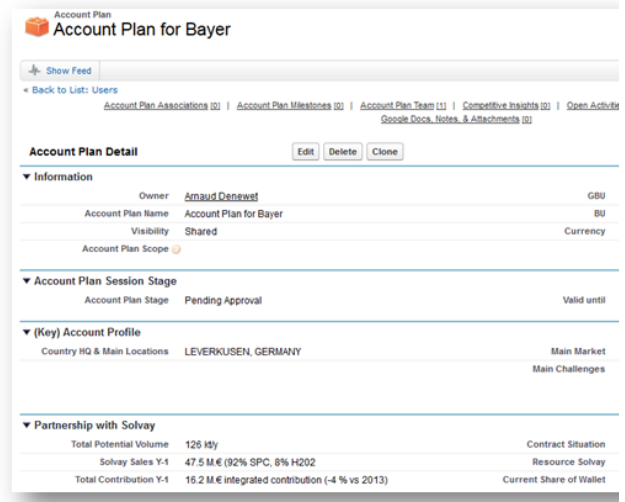 Account Plan
Account Plan for Bayer
Show Feed
« Back to List: Users
Account Plan Associations [0] | Account Plan Milestones [0] | Account Plan Team [1] | Competitive Insights [0] | Open Activitie
Google Docs, Notes, & Attachments [0]
Account Plan Detail Edit Delete Clone
▼ Information
Owner Arnaud Denewet GBU
Account Plan Name Account Plan for Bayer BU
Visibility Shared Currency
Account Plan Scope
▼ Account Plan Session Stage
Account Plan Stage Pending Approval Valid until
▼ (Key) Account Profile
Country HQ & Main Locations LEVERKUSEN, GERMANY Main Market
Main Challenges
▼ Partnership with Solvay
Total Potential Volume 126 kt/y Contract Situation
Solvay Sales Y-1 47.5 M.€ (92% SPC, 8% H202 Resource Solvay
Total Contribution Y-1 16.2 M.€ integrated contribution (-4 % vs 2013) Current Share of Wallet